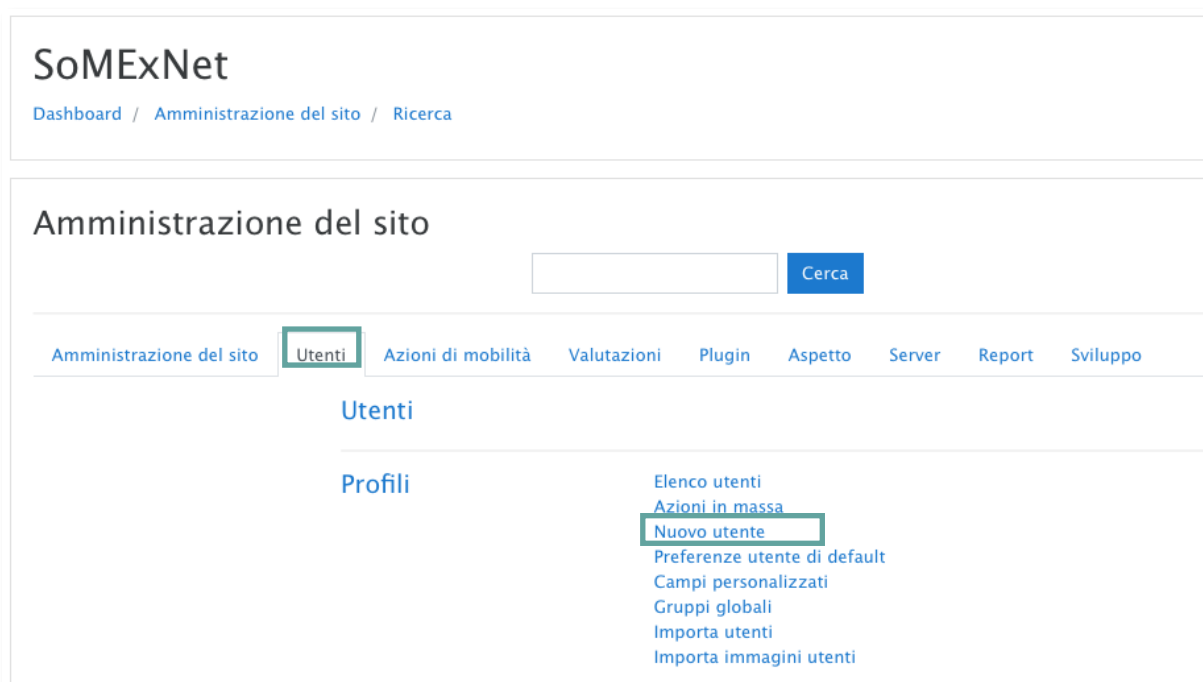 SoMExNet
Dashboard / Amministrazione del sito / Ricerca
Amministrazione del sito
Cerca
Amministrazione del sito Utenti Azioni di mobilità Valutazioni Plugin Aspetto Server Report Sviluppo
Utenti
Profili
Elenco utenti
Azioni in massa
Nuovo utente
Preferenze utente di default
Campi personalizzati
Gruppi globali
Importa utenti
Importa immagini utenti